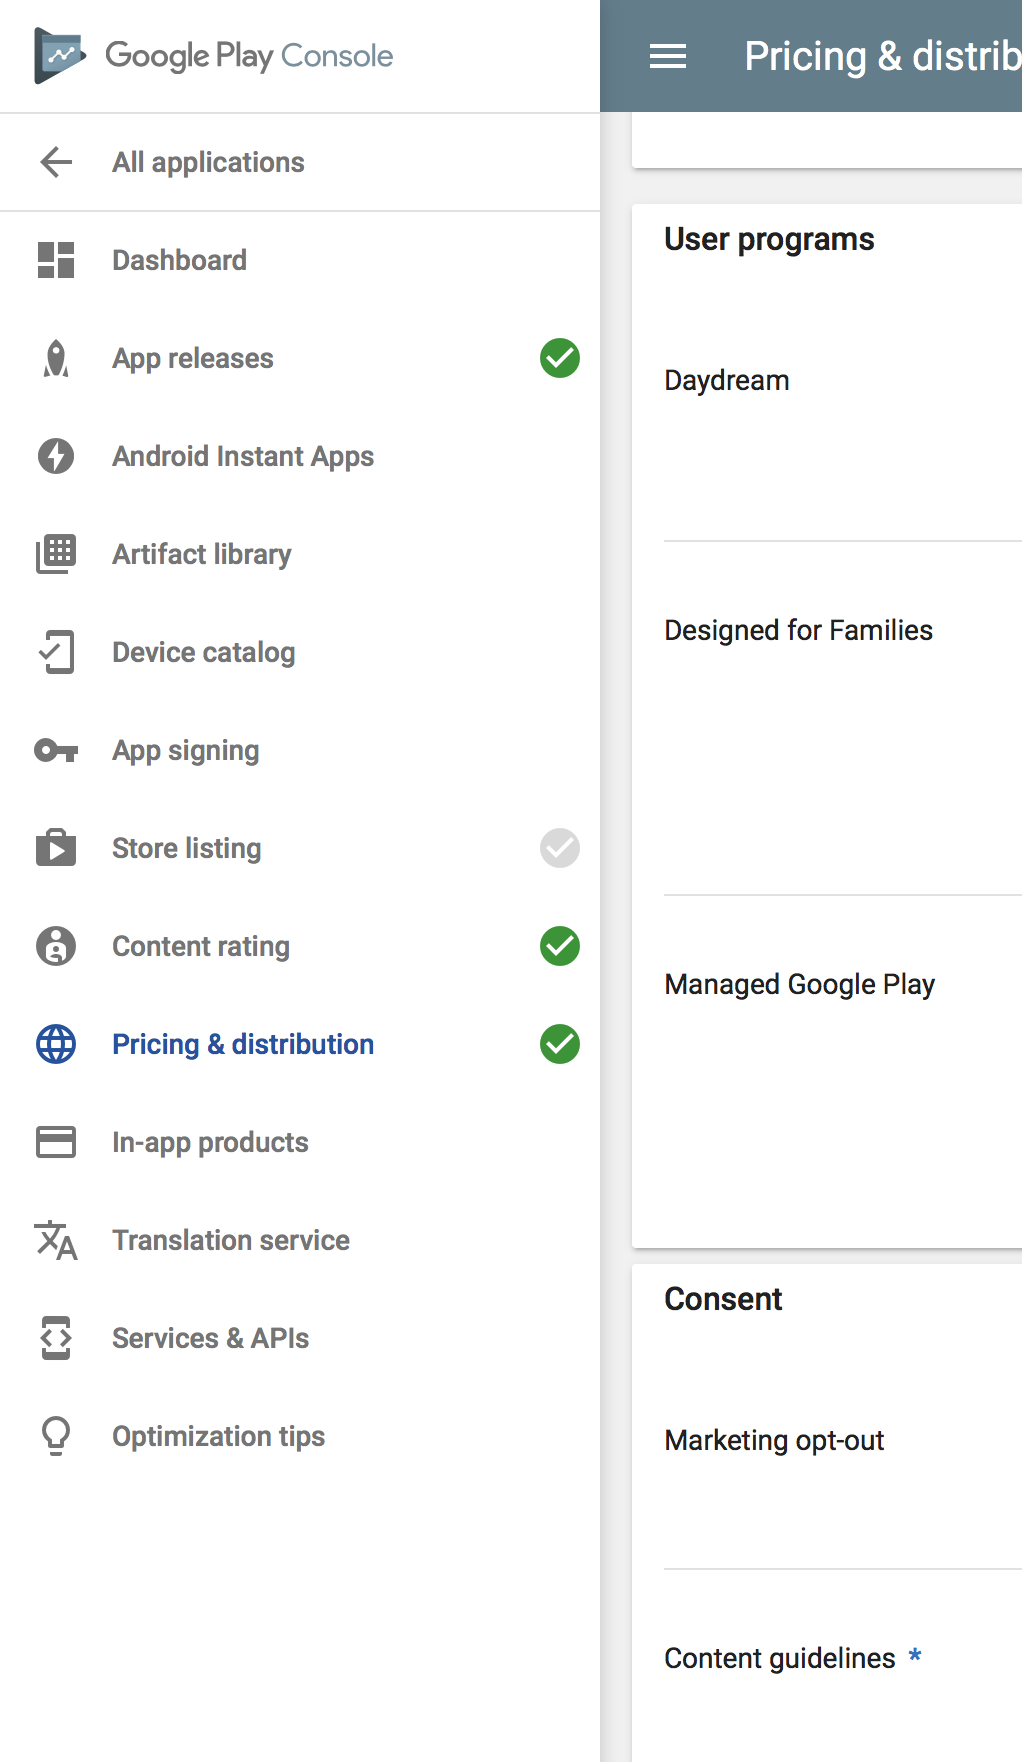 Google Play Console
All applications
Dashboard
App releases
Android Instant Apps
Artifact library
Device catalog
App signing
Store listing
Content rating
Pricing & distribution
In-app products
Translation service
Services & APIs
Optimization tips
Pricing & distrib
User programs
Daydream
Designed for Families
Managed Google Play
Consent
Marketing opt-out
Content guidelines *